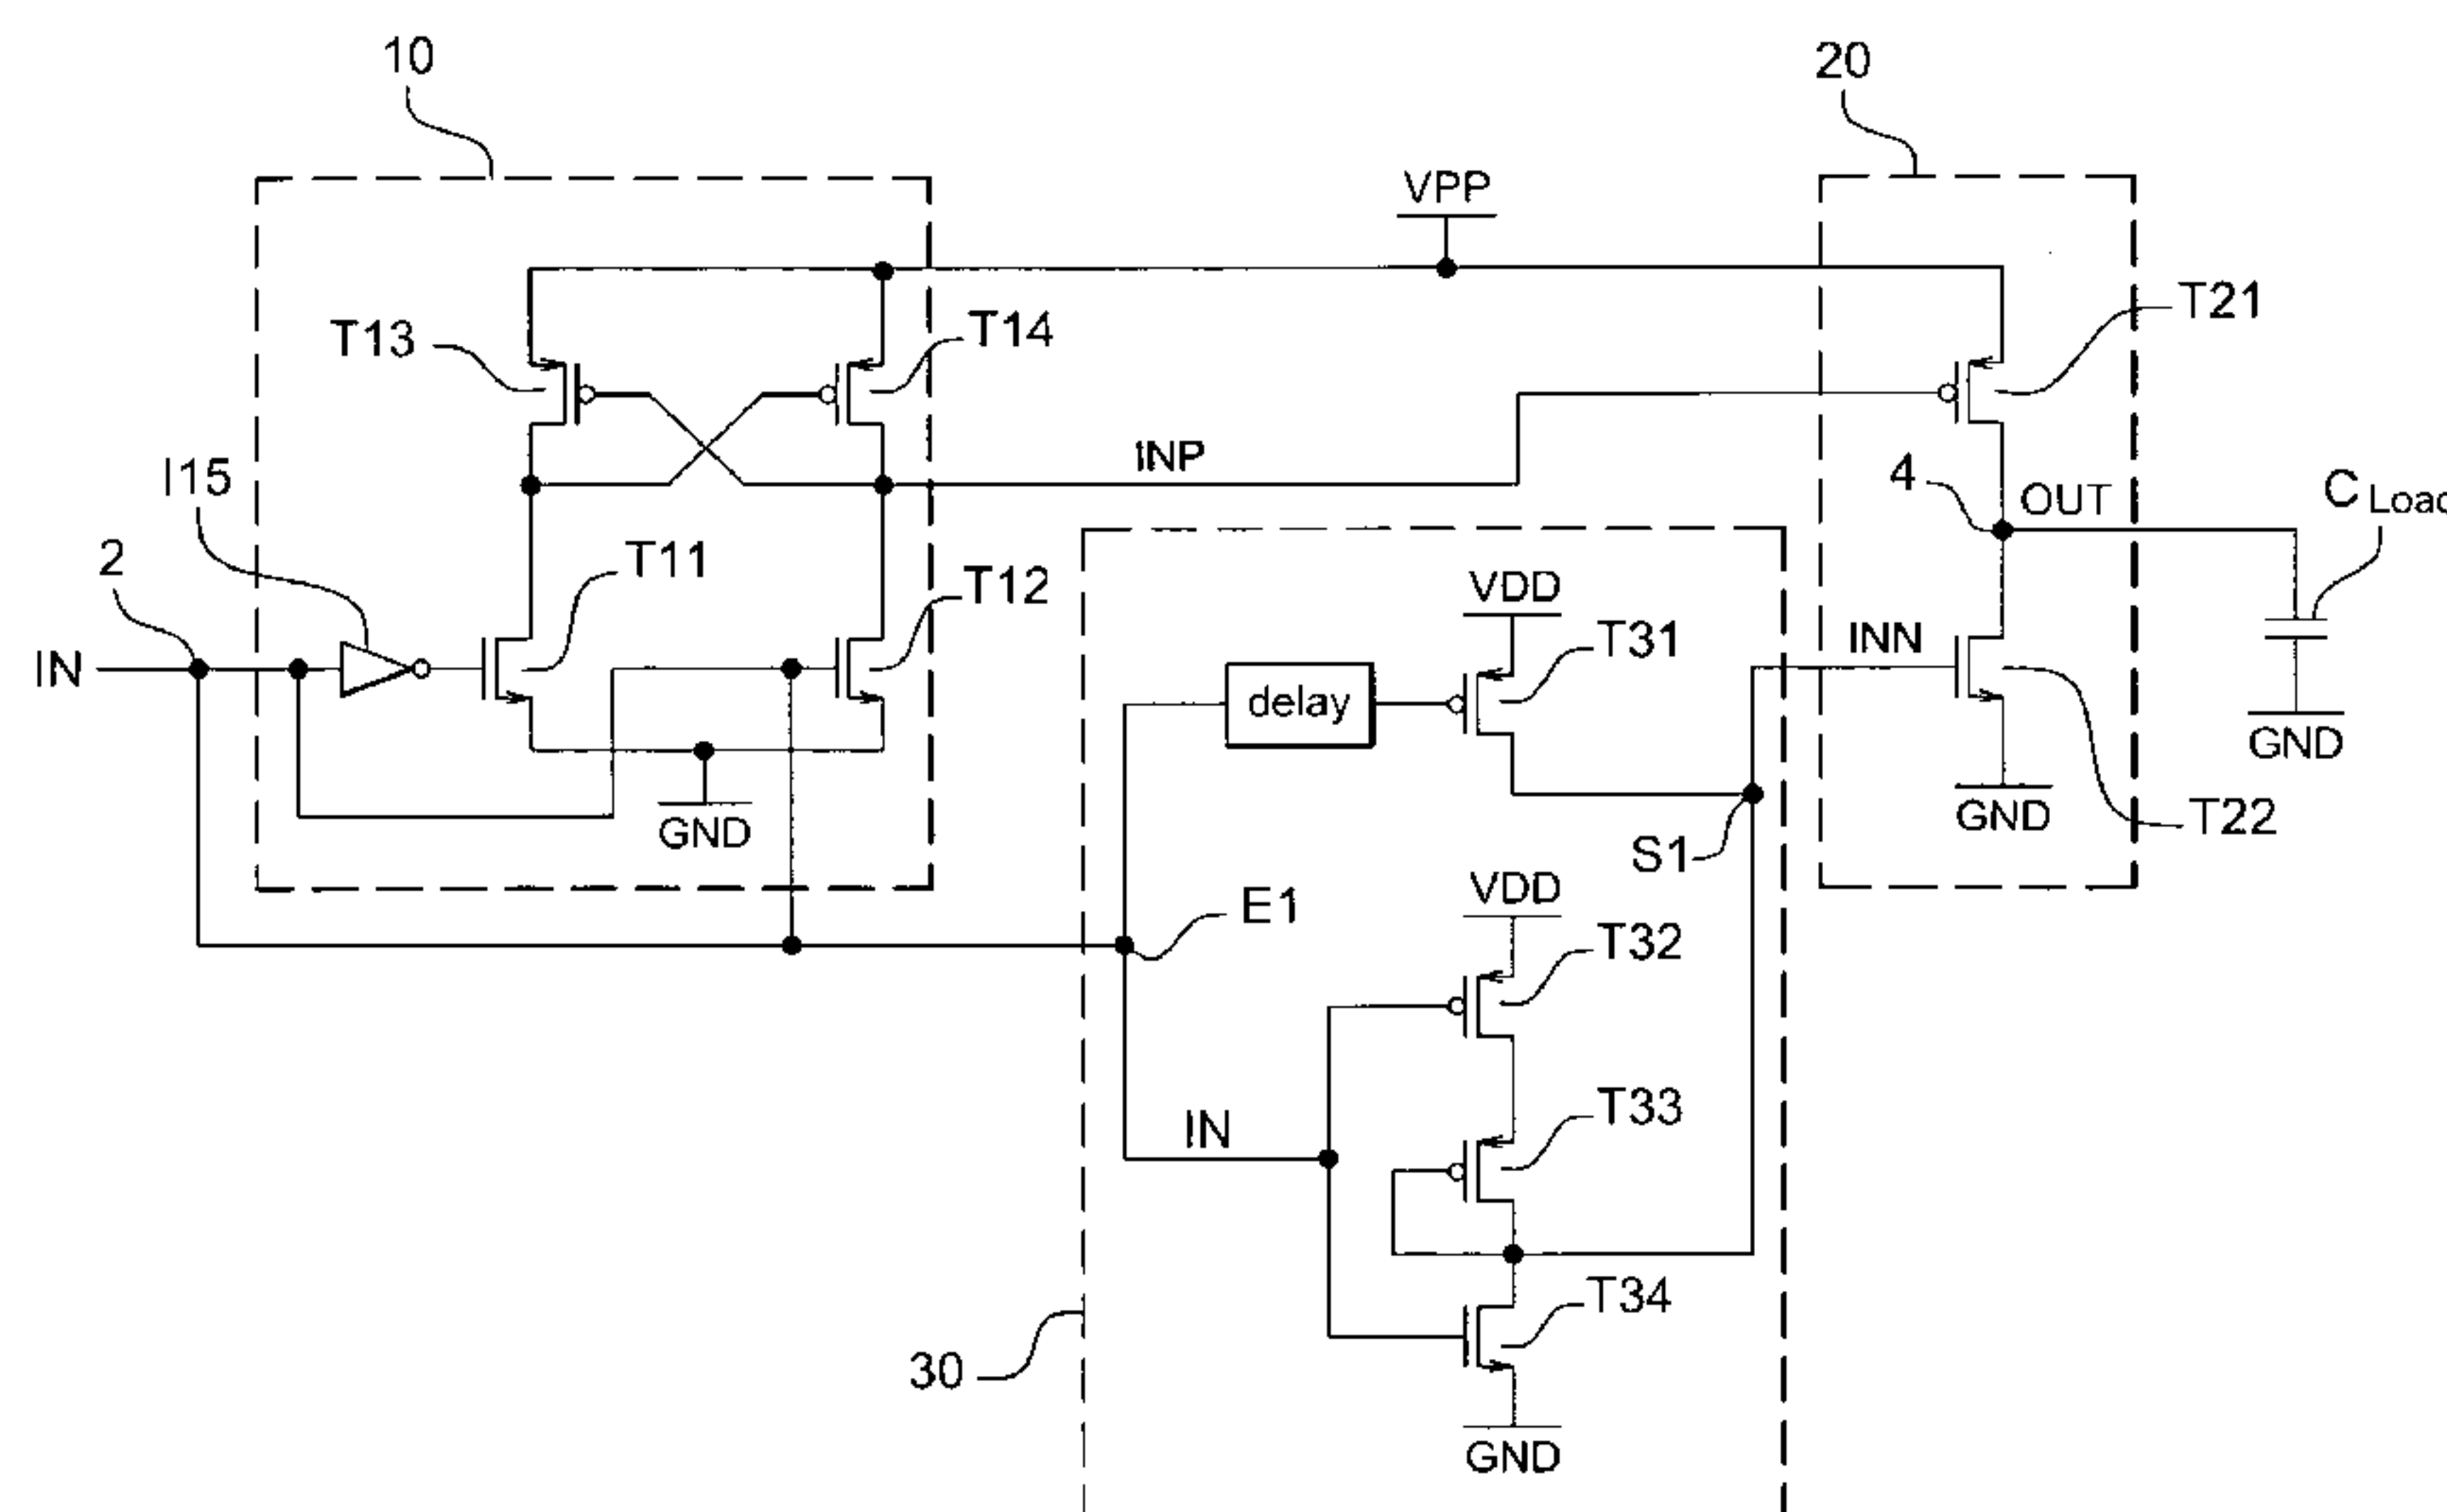 10
20
VPP
T21
T13
T14
INP
I15
4
OUT
2
T11
T12
VDD
T31
INN
IN
delay
GND
S1
GND
GND
T22
VDD
E1
T32
T33
IN
T34
30
GND